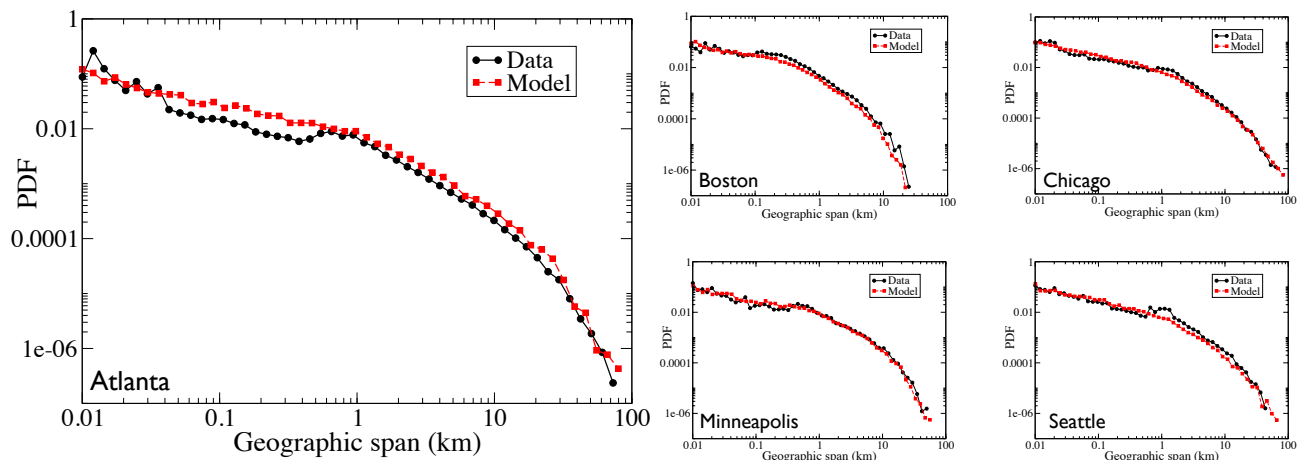 1
0.01
0.0001
1e-06
PDF
Data
Model
Atlanta
0.01 0.1 1 10 100
Geographic span (km)
1
0.01
0.0001
1e-06
PDF
Data
Model
Boston
0.01 0.1 1 10 100
Geographic span (km)
1
0.01
0.0001
1e-06
PDF
Data
Model
Chicago
0.01 0.1 1 10 100
Geographic span (km)
1
0.01
0.0001
1e-06
PDF
Data
Model
Minneapolis
0.01 0.1 1 10 100
Geographic span (km)
1
0.01
0.0001
1e-06
PDF
Data
Model
Seattle
0.01 0.1 1 10 100
Geographic span (km)